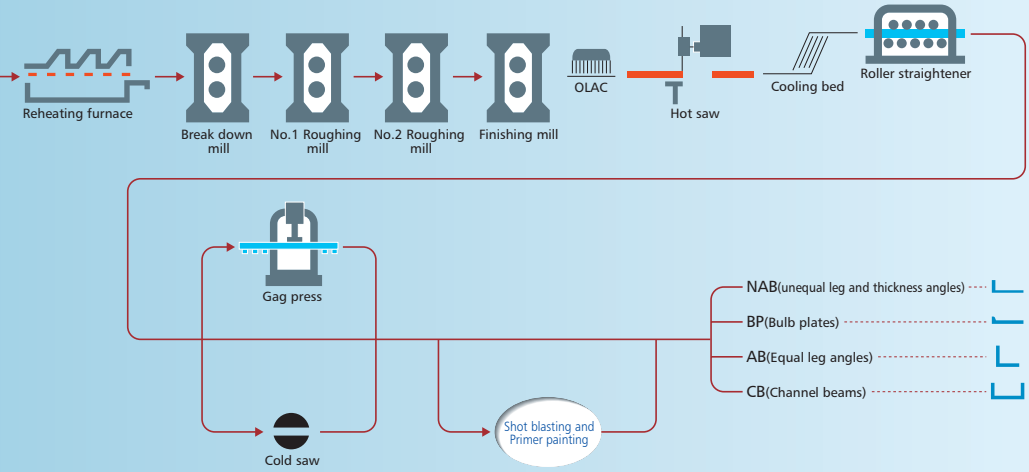 Reheating furnace
Break down
mill
No.1 Roughing
mill
No.2 Roughing
mill
Finishing mill
OLAC
Hot saw
Cooling bed
Roller straightener
Gag press
Cold saw
Shot blasting and
Primer painting
NAB(unequal leg and thickness angles)
BP(Bulb plates)
AB(Equal leg angles)
CB(Channel beams)